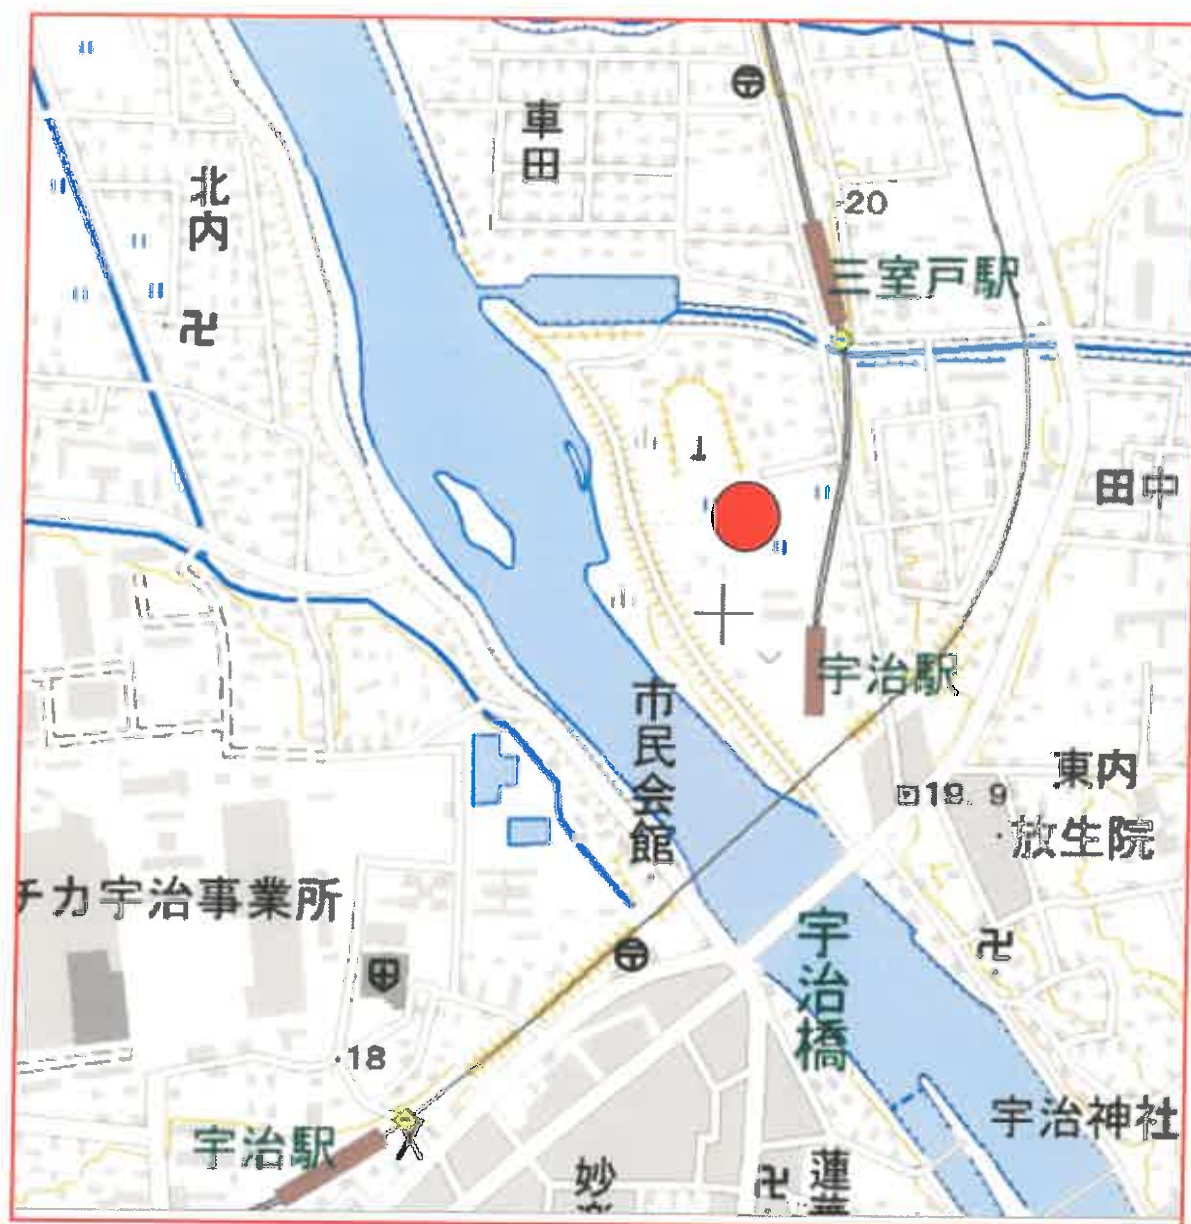 車田
北内
20
三室戸駅
田中
宇治駅
市民会館
東内
19.9
放生院
チカ宇治事業所
宇治橋
18
宇治神社
宇治駅
妙
蓮